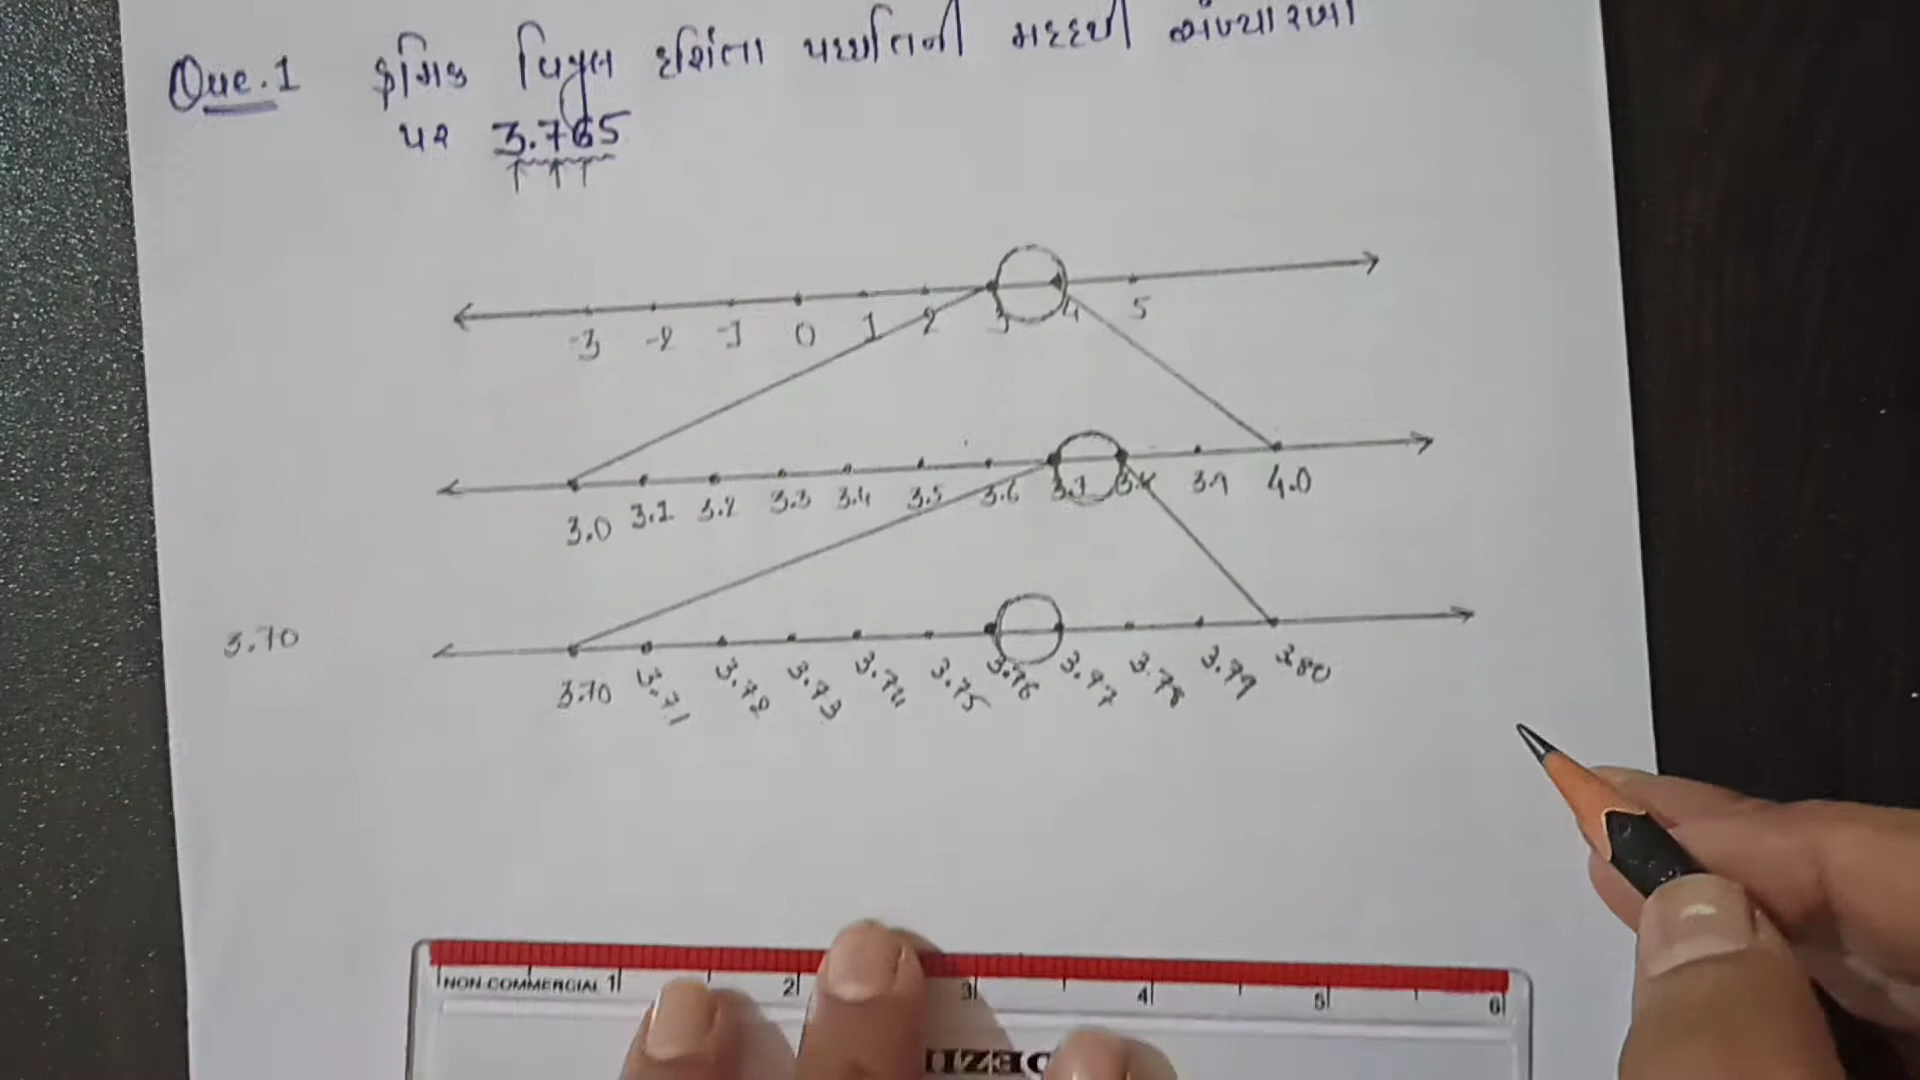 Que.1 ક્રમિક વિપુલ દર્શિતા પધ્ધતિની મદદથી સંખ્યારેખા
પર 3.765
-3 -2 -1 0 1 2 3 4 5
3.0 3.1 3.2 3.3 3.4 3.5 3.6 3.7 3.8 3.9 4.0
3.70
3.70 3.71 3.72 3.73 3.74 3.75 3.76 3.77 3.78 3.79 3.80
NON-COMMERCIAL 1 2 3 4 5 6